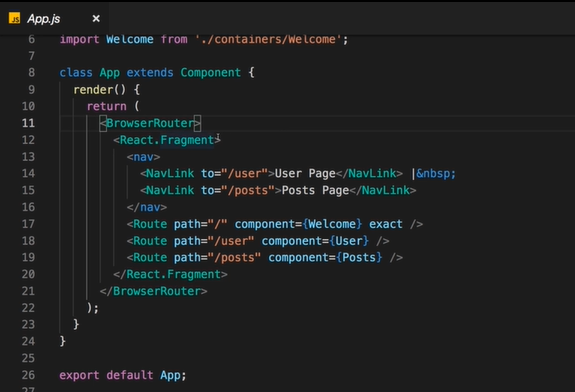 JS App.js ×
6 import Welcome from './containers/Welcome';
7
8 class App extends Component {
9 render() {
10 return (
11 <BrowserRouter>
12 <React.Fragment>
13 <nav>
14 <NavLink to="/user">User Page</NavLink> |&nbsp;
15 <NavLink to="/posts">Posts Page</NavLink>
16 </nav>
17 <Route path="/" component={Welcome} exact />
18 <Route path="/user" component={User} />
19 <Route path="/posts" component={Posts} />
20 </React.Fragment>
21 </BrowserRouter>
22 );
23 }
24 }
25
26 export default App;
27